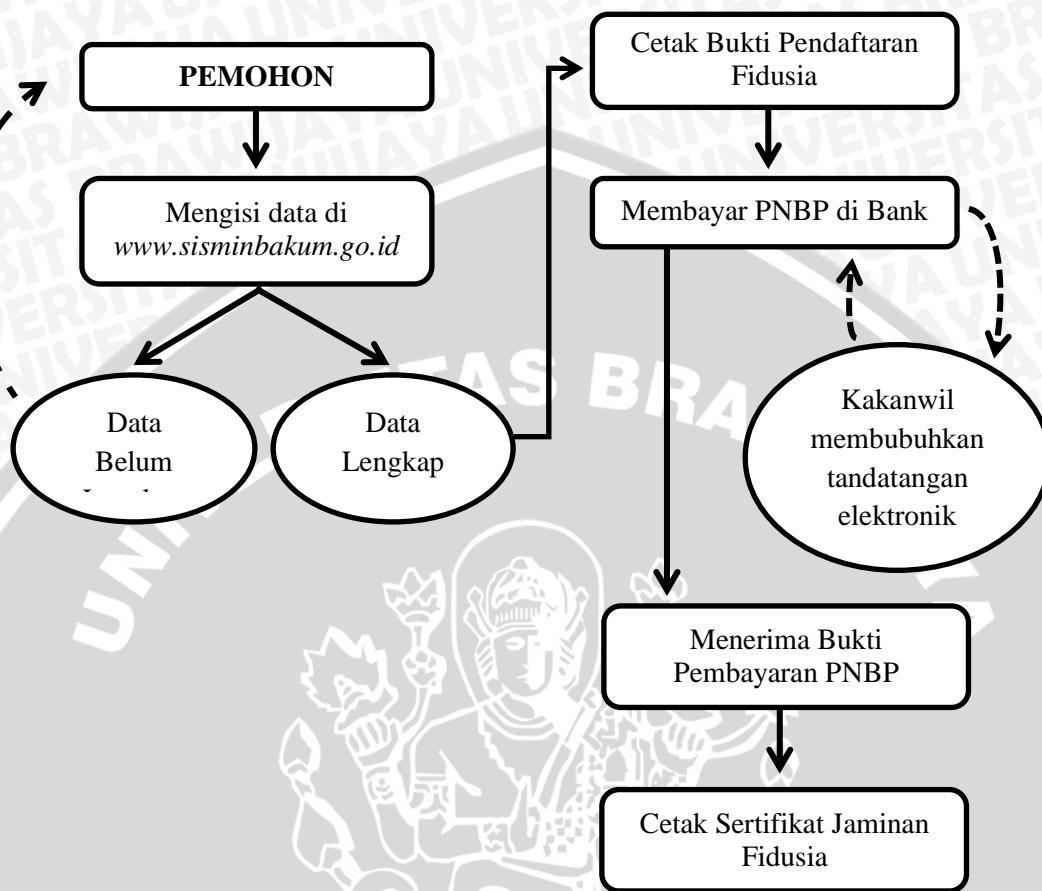 PEMOHON
Mengisi data di
www.sisminbakum.go.id
Data
Belum
Data
Lengkap
Cetak Bukti Pendaftaran
Fidusia
Membayar PNBP di Bank
Kakanwil
membubuhkan
tandatangan
elektronik
Menerima Bukti
Pembayaran PNBP
Cetak Sertifikat Jaminan
Fidusia